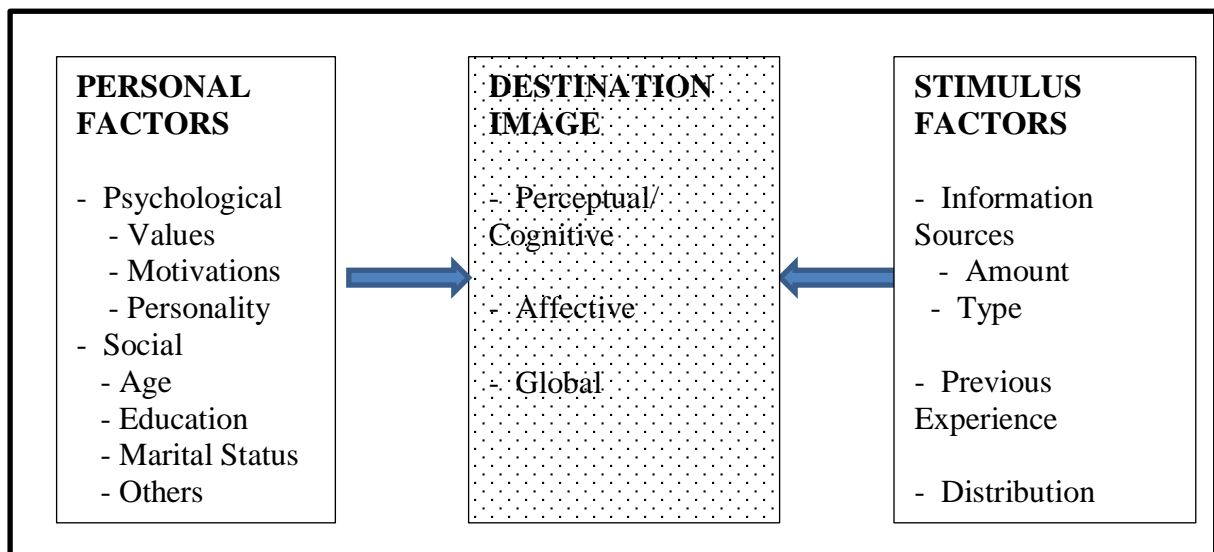 PERSONAL
FACTORS
- Psychological
- Values
- Motivations
- Personality
- Social
- Age
- Education
- Marital Status
- Others
DESTINATION
IMAGE
- Perceptual/
Cognitive
- Affective
- Global
STIMULUS
FACTORS
- Information
Sources
- Amount
- Type
- Previous
Experience
- Distribution